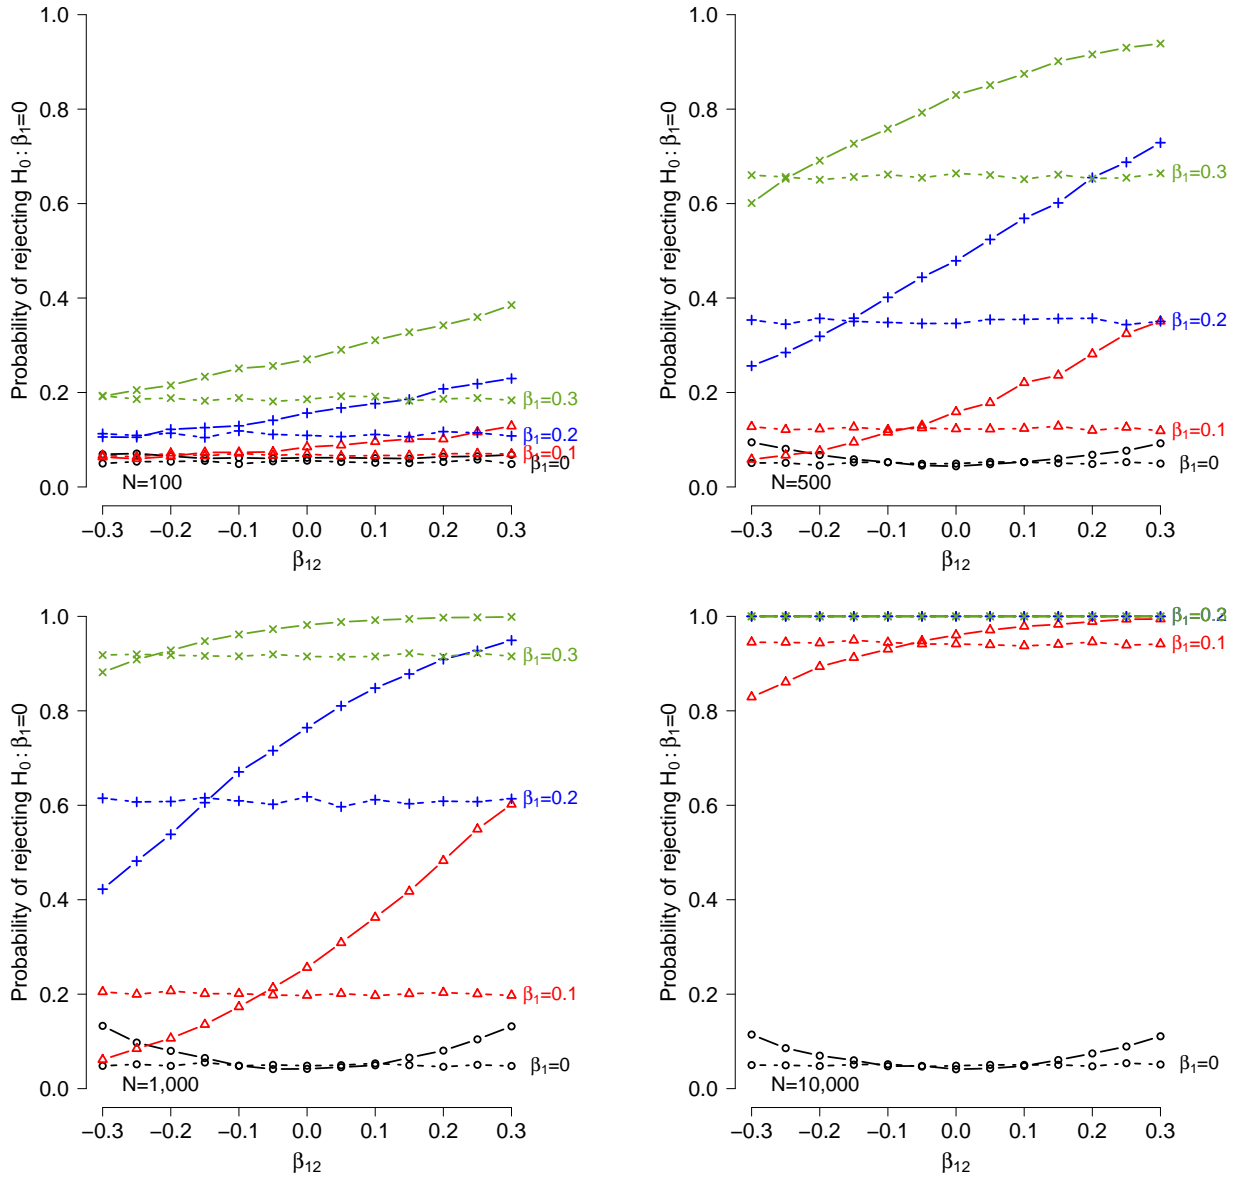 1.0
0.8
0.6
0.4
0.2
0.0
Probability of rejecting H₀: β₁=0
β₁=0.3
β₁=0.2
β₁=0.1
β₁=0
N=100
−0.3 −0.2 −0.1 0.0 0.1 0.2 0.3
β₁₂
1.0
0.8
0.6
0.4
0.2
0.0
Probability of rejecting H₀: β₁=0
β₁=0.3
β₁=0.2
β₁=0.1
β₁=0
N=500
−0.3 −0.2 −0.1 0.0 0.1 0.2 0.3
β₁₂
1.0
0.8
0.6
0.4
0.2
0.0
Probability of rejecting H₀: β₁=0
β₁=0.3
β₁=0.2
β₁=0.1
β₁=0
N=1,000
−0.3 −0.2 −0.1 0.0 0.1 0.2 0.3
β₁₂
1.0
0.8
0.6
0.4
0.2
0.0
Probability of rejecting H₀: β₁=0
β₁=0.1
β₁=0
N=10,000
−0.3 −0.2 −0.1 0.0 0.1 0.2 0.3
β₁₂